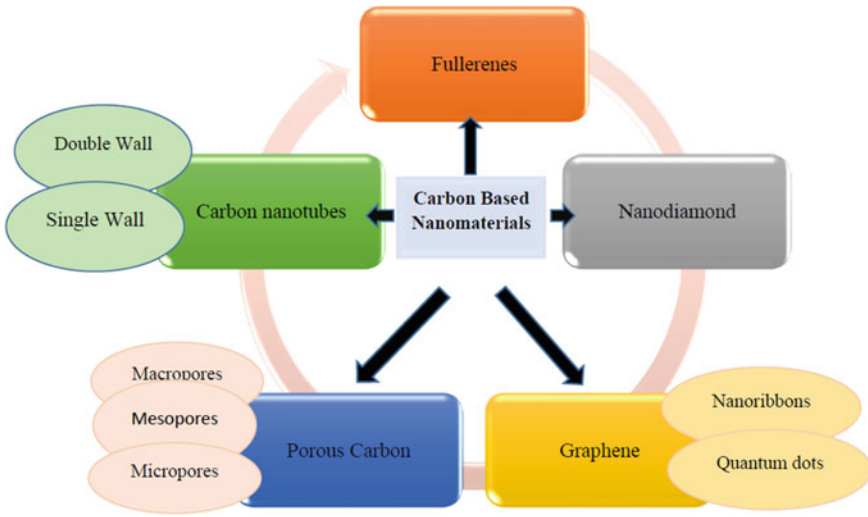 Fullerenes
Double Wall
Single Wall
Carbon nanotubes
Carbon Based
Nanomaterials
Nanodiamond
Macropores
Mesopores
Micropores
Porous Carbon
Graphene
Nanoribbons
Quantum dots